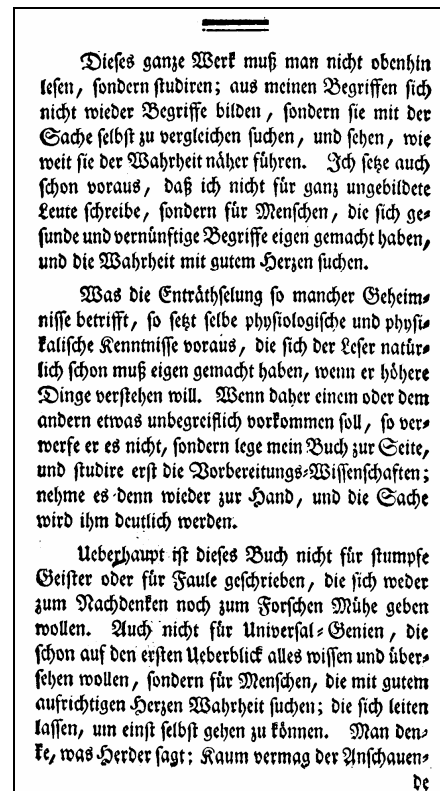 Dieses ganze Werk muß man nicht obenhin
lesen, sondern studiren; aus meinen Begriffen sich
nicht wieder Begriffe bilden, sondern sie mit der
Sache selbst zu vergleichen suchen, und sehen, wie
weit sie der Wahrheit näher führen. Ich setze auch
schon voraus, daß ich nicht für ganz ungebildete
Leute schreibe, sondern für Menschen, die sich ge-
sunde und vernünftige Begriffe eigen gemacht haben,
und die Wahrheit mit gutem Herzen suchen.
Was die Enträthselung so mancher Geheim-
nisse betrifft, so setzt selbe physiologische und physi-
kalische Kenntnisse voraus, die sich der Leser natür-
lich schon muß eigen gemacht haben, wenn er höhere
Dinge verstehen will. Wenn daher einem oder dem
andern etwas unbegreiflich vorkommen soll, so ver-
werfe er es nicht, sondern lege mein Buch zur Seite,
und studire erst die Vorbereitungs-Wissenschaften;
nehme es denn wieder zur Hand, und die Sache
wird ihm deutlich werden.
Ueberhaupt ist dieses Buch nicht für stumpfe
Geister oder für Faule geschrieben, die sich weder
zum Nachdenken noch zum Forschen Mühe geben
wollen. Auch nicht für Universal-Genien, die
schon auf den ersten Ueberblick alles wissen und über-
sehen wollen, sondern für Menschen, die mit gutem
aufrichtigen Herzen Wahrheit suchen; die sich leiten
lassen, um einst selbst gehen zu können. Man den-
ke, was Herder sagt: Kaum vermag der Anschauen-
de